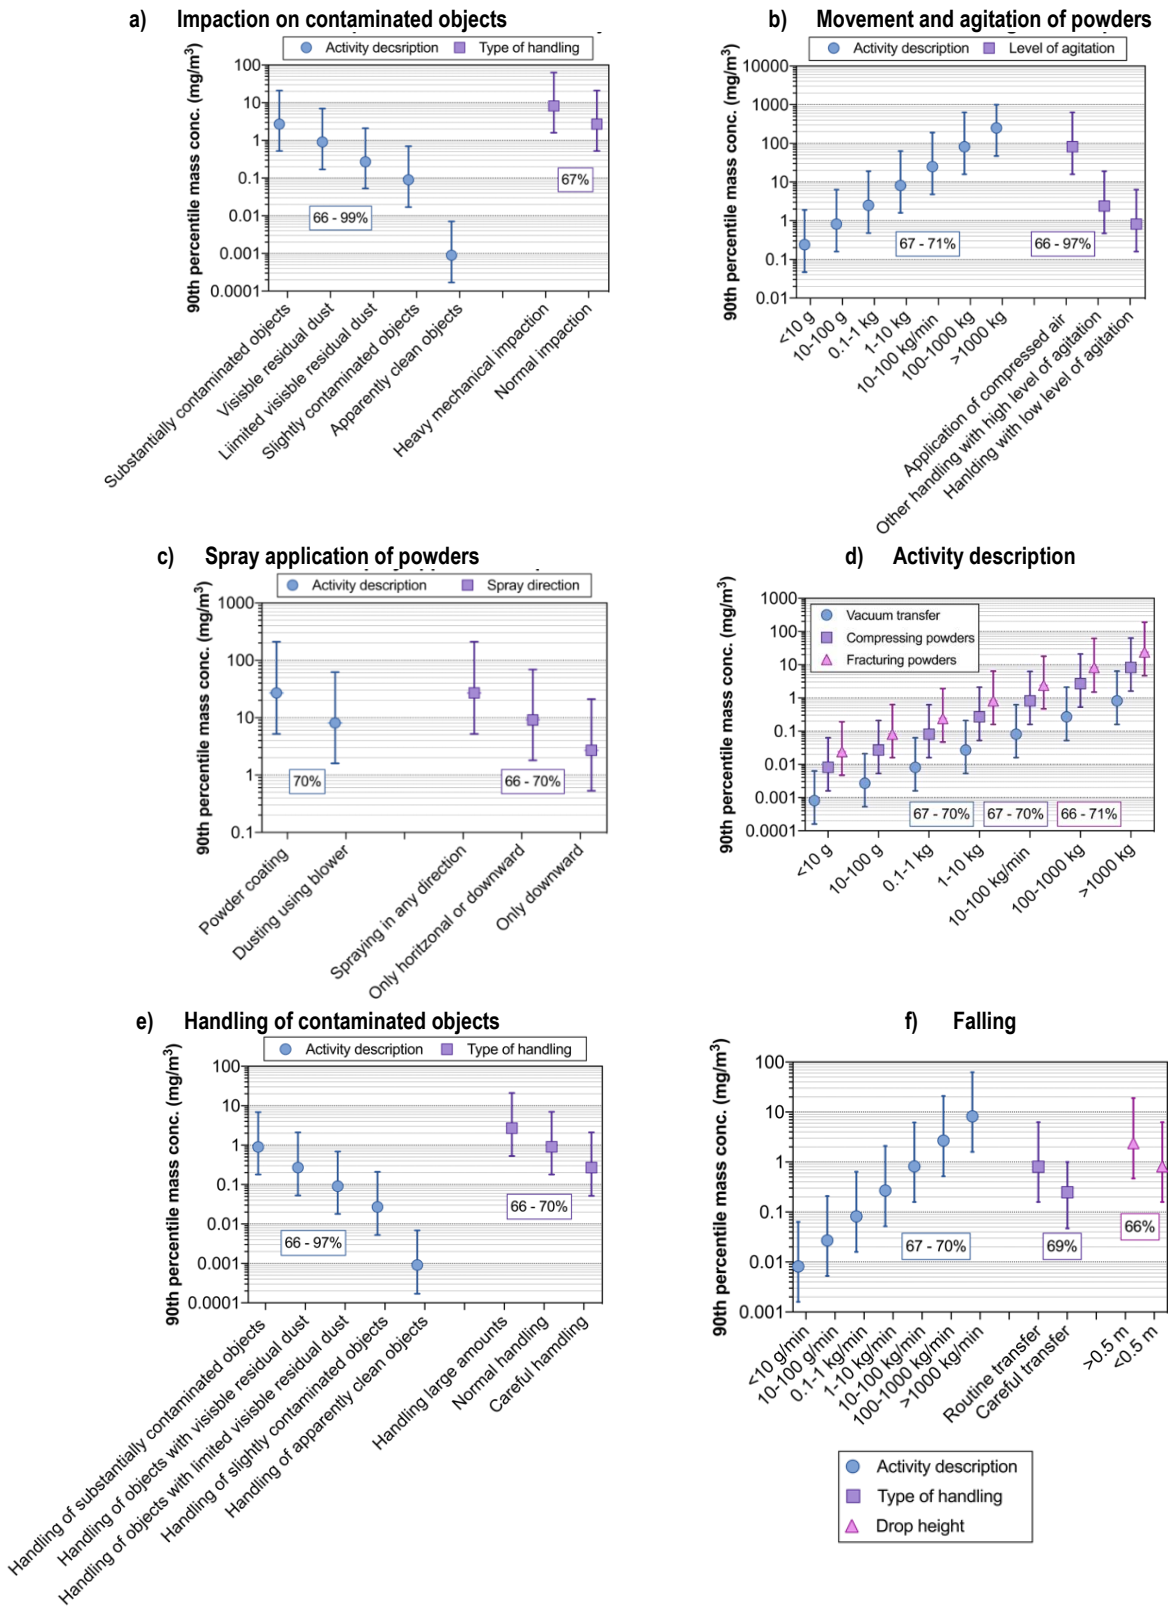 a) Impaction on contaminated objects
Activity decsription Type of handling
90th percentile mass conc. (mg/m³)
100
10
1
0.1
0.01
0.001
0.0001
66 - 99%
67%
Substantially contaminated objects
Visisble residual dust
Liimited visible residual dust
Slightly contaminated objects
Apparently clean objects
Heavy mechanical impaction
Normal impaction
b) Movement and agitation of powders
Activity description Level of agitation
90th percentile mass conc. (mg/m³)
10000
1000
100
10
1
0.1
0.01
67 - 71%
66 - 97%
<10 g
10-100 g
0.1-1 kg
1-10 kg
10-100 kg/min
100-1000 kg
>1000 kg
Application of compressed air
Other handling with high level of agitation
Hanlding with low level of agitation
c) Spray application of powders
Activity description Spray direction
90th percentile mass conc. (mg/m³)
1000
100
10
1
0.1
70%
66 - 70%
Powder coating
Dusting using blower
Spraying in any direction
Only horitzonal or downward
Only downward
d) Activity description
Vacuum transfer
Compressing powders
Fracturing powders
90th percentile mass conc. (mg/m³)
1000
100
10
1
0.1
0.01
0.001
0.0001
67 - 70%
67 - 70%
66 - 71%
<10 g
10-100 g
0.1-1 kg
1-10 kg
10-100 kg/min
100-1000 kg
>1000 kg
e) Handling of contaminated objects
Activity description Type of handling
90th percentile mass conc. (mg/m³)
100
10
1
0.1
0.01
0.001
0.0001
66 - 97%
66 - 70%
Handling of substantially contaminated objects
Handling of objects with visible residual dust
Handling of objects with limited visible residual dust
Handling of slightly contaminated objects
Handling of apparently clean objects
Handling large amounts
Normal handling
Careful hamdling
f) Falling
90th percentile mass conc. (mg/m³)
100
10
1
0.1
0.01
0.001
67 - 70%
69%
66%
<10 g/min
10-100 g/min
0.1-1 kg/min
1-10 kg/min
10-100 kg/min
100-1000 kg/min
>1000 kg/min
Routine transfer
Careful transfer
>0.5 m
<0.5 m
Activity description
Type of handling
Drop height